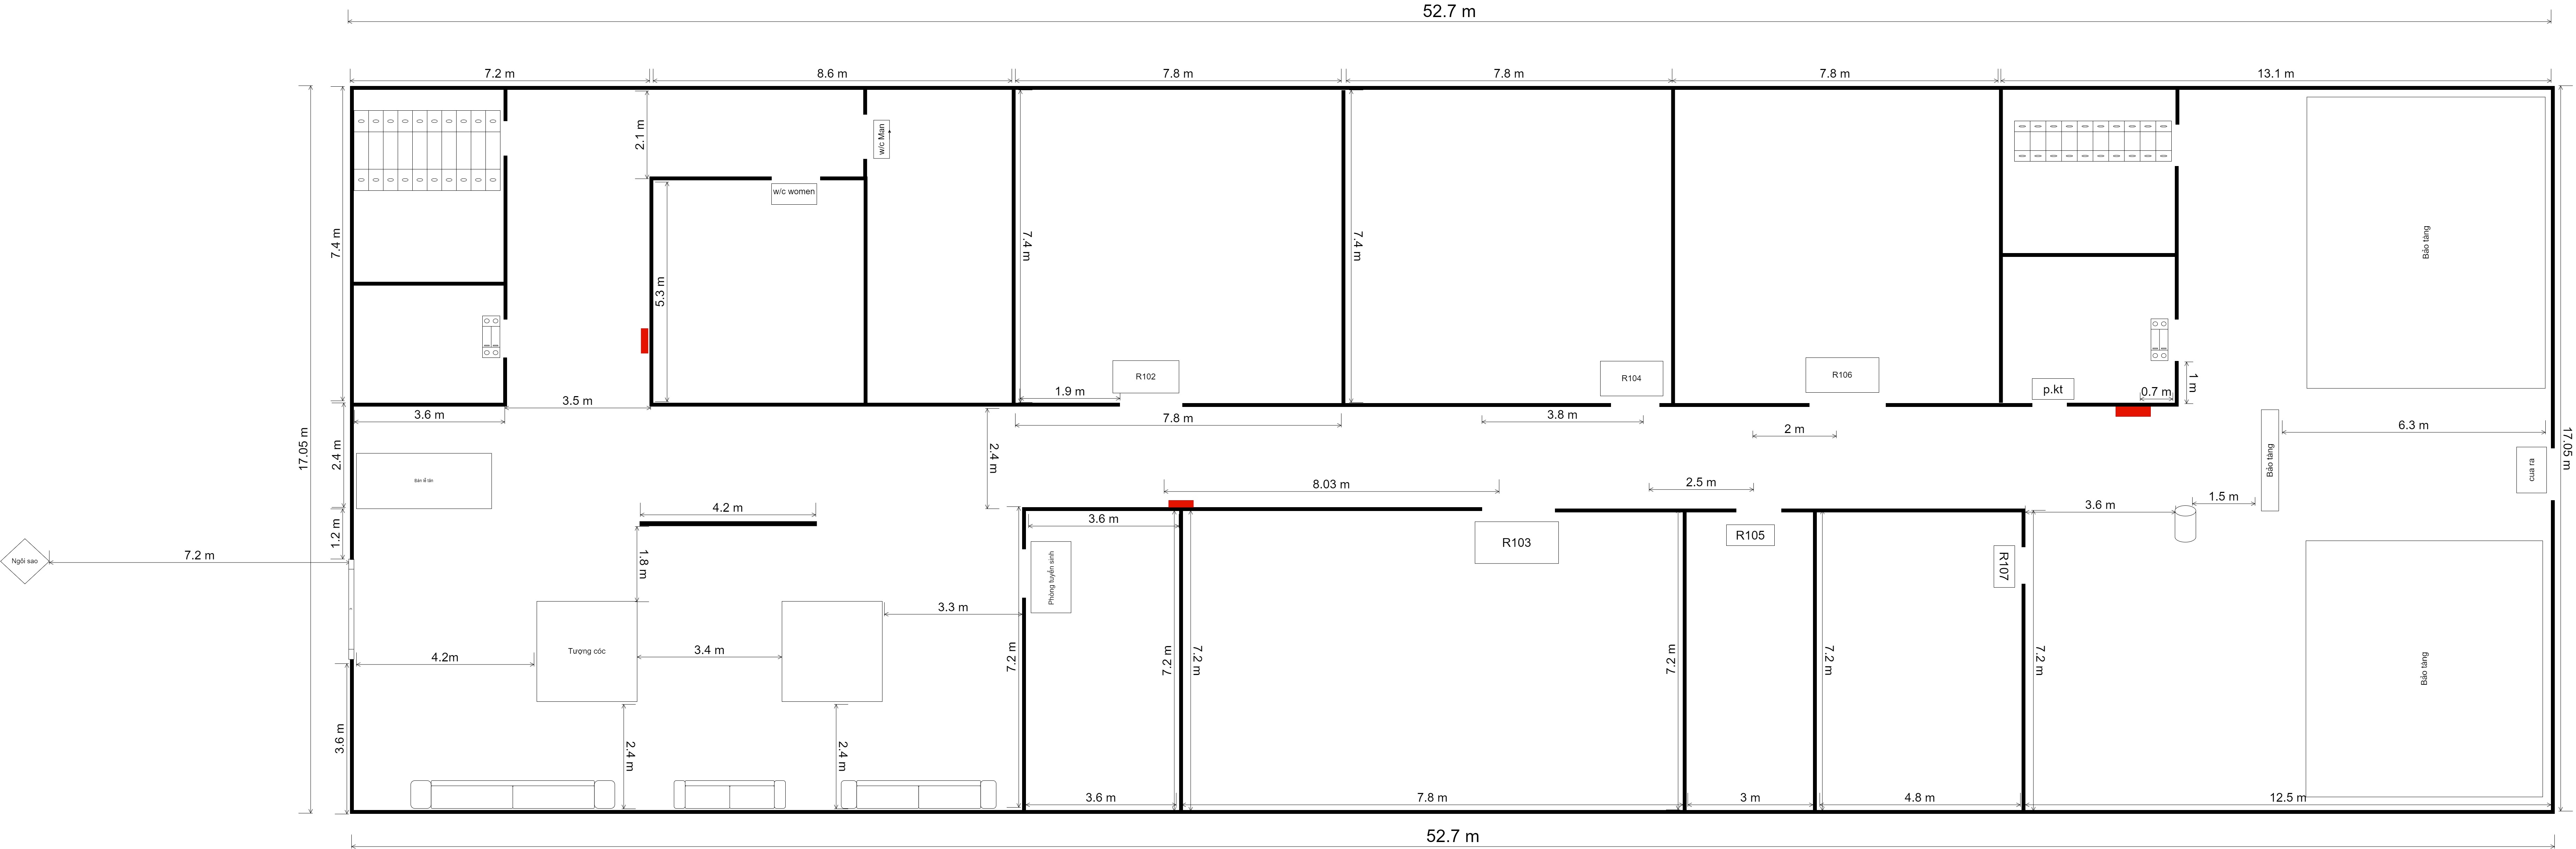 52.7 m
7.2 m
8.6 m
7.8 m
7.8 m
7.8 m
13.1 m
2.1 m
w/c Man
w/c women
7.4 m
7.4 m
7.4 m
5.3 m
Bảo tàng
R102
R104
R106
p.kt
0.7 m
1 m
1.9 m
3.6 m
3.5 m
7.8 m
3.8 m
2 m
6.3 m
17.05 m
2.4 m
2.4 m
17.05 m
Bảo tàng
cua ra
Bàn lễ tân
8.03 m
2.5 m
1.5 m
4.2 m
3.6 m
3.6 m
1.2 m
7.2 m
Ngôi sao
1.8 m
Phòng tuyển sinh
R103
R105
R107
3.3 m
Tượng cóc
3.4 m
4.2m
7.2 m
7.2 m
7.2 m
7.2 m
7.2 m
7.2 m
Bảo tàng
3.6 m
2.4 m
2.4 m
3.6 m
7.8 m
3 m
4.8 m
12.5 m
52.7 m